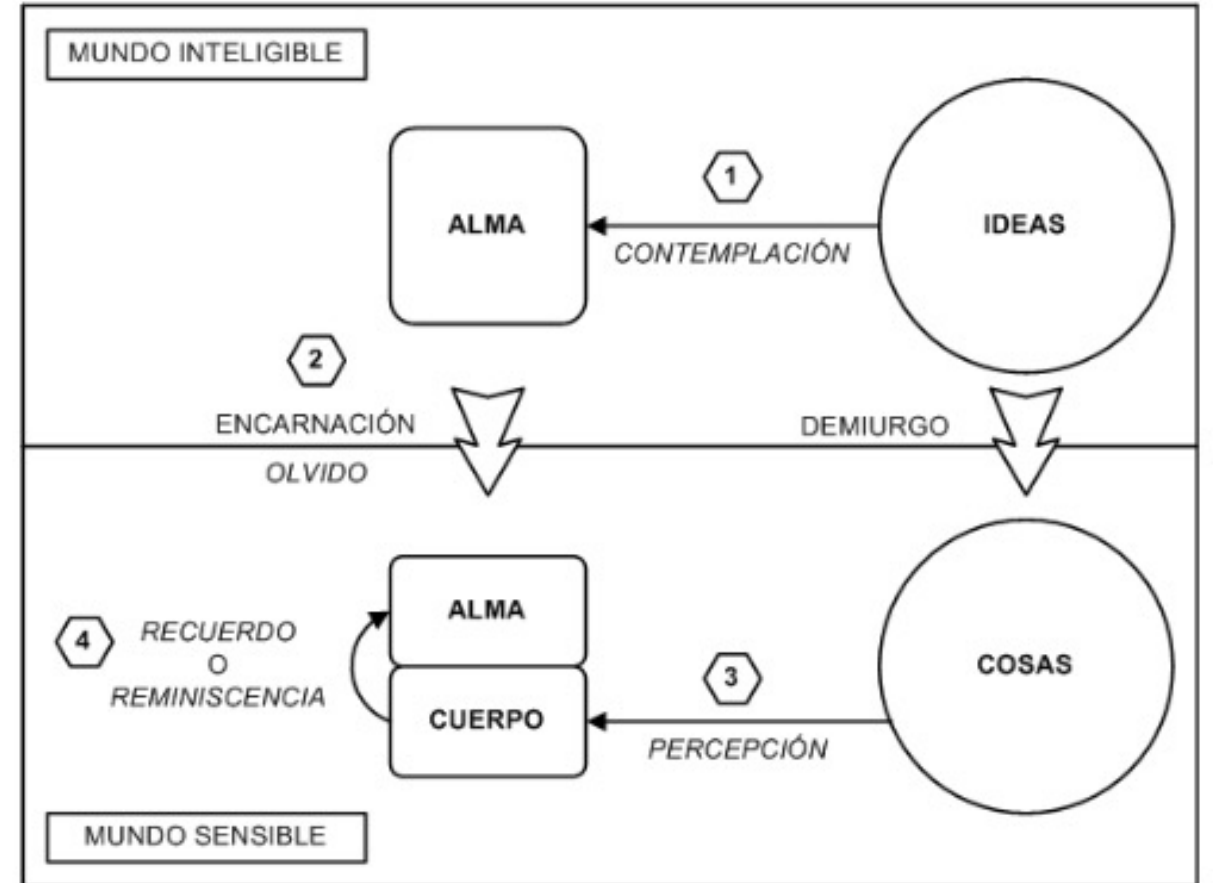 MUNDO INTELIGIBLE
1
ALMA
IDEAS
CONTEMPLACIÓN
2
ENCARNACIÓN
DEMIURGO
OLVIDO
ALMA
4
RECUERDO
O
REMINISCENCIA
3
COSAS
CUERPO
PERCEPCIÓN
MUNDO SENSIBLE